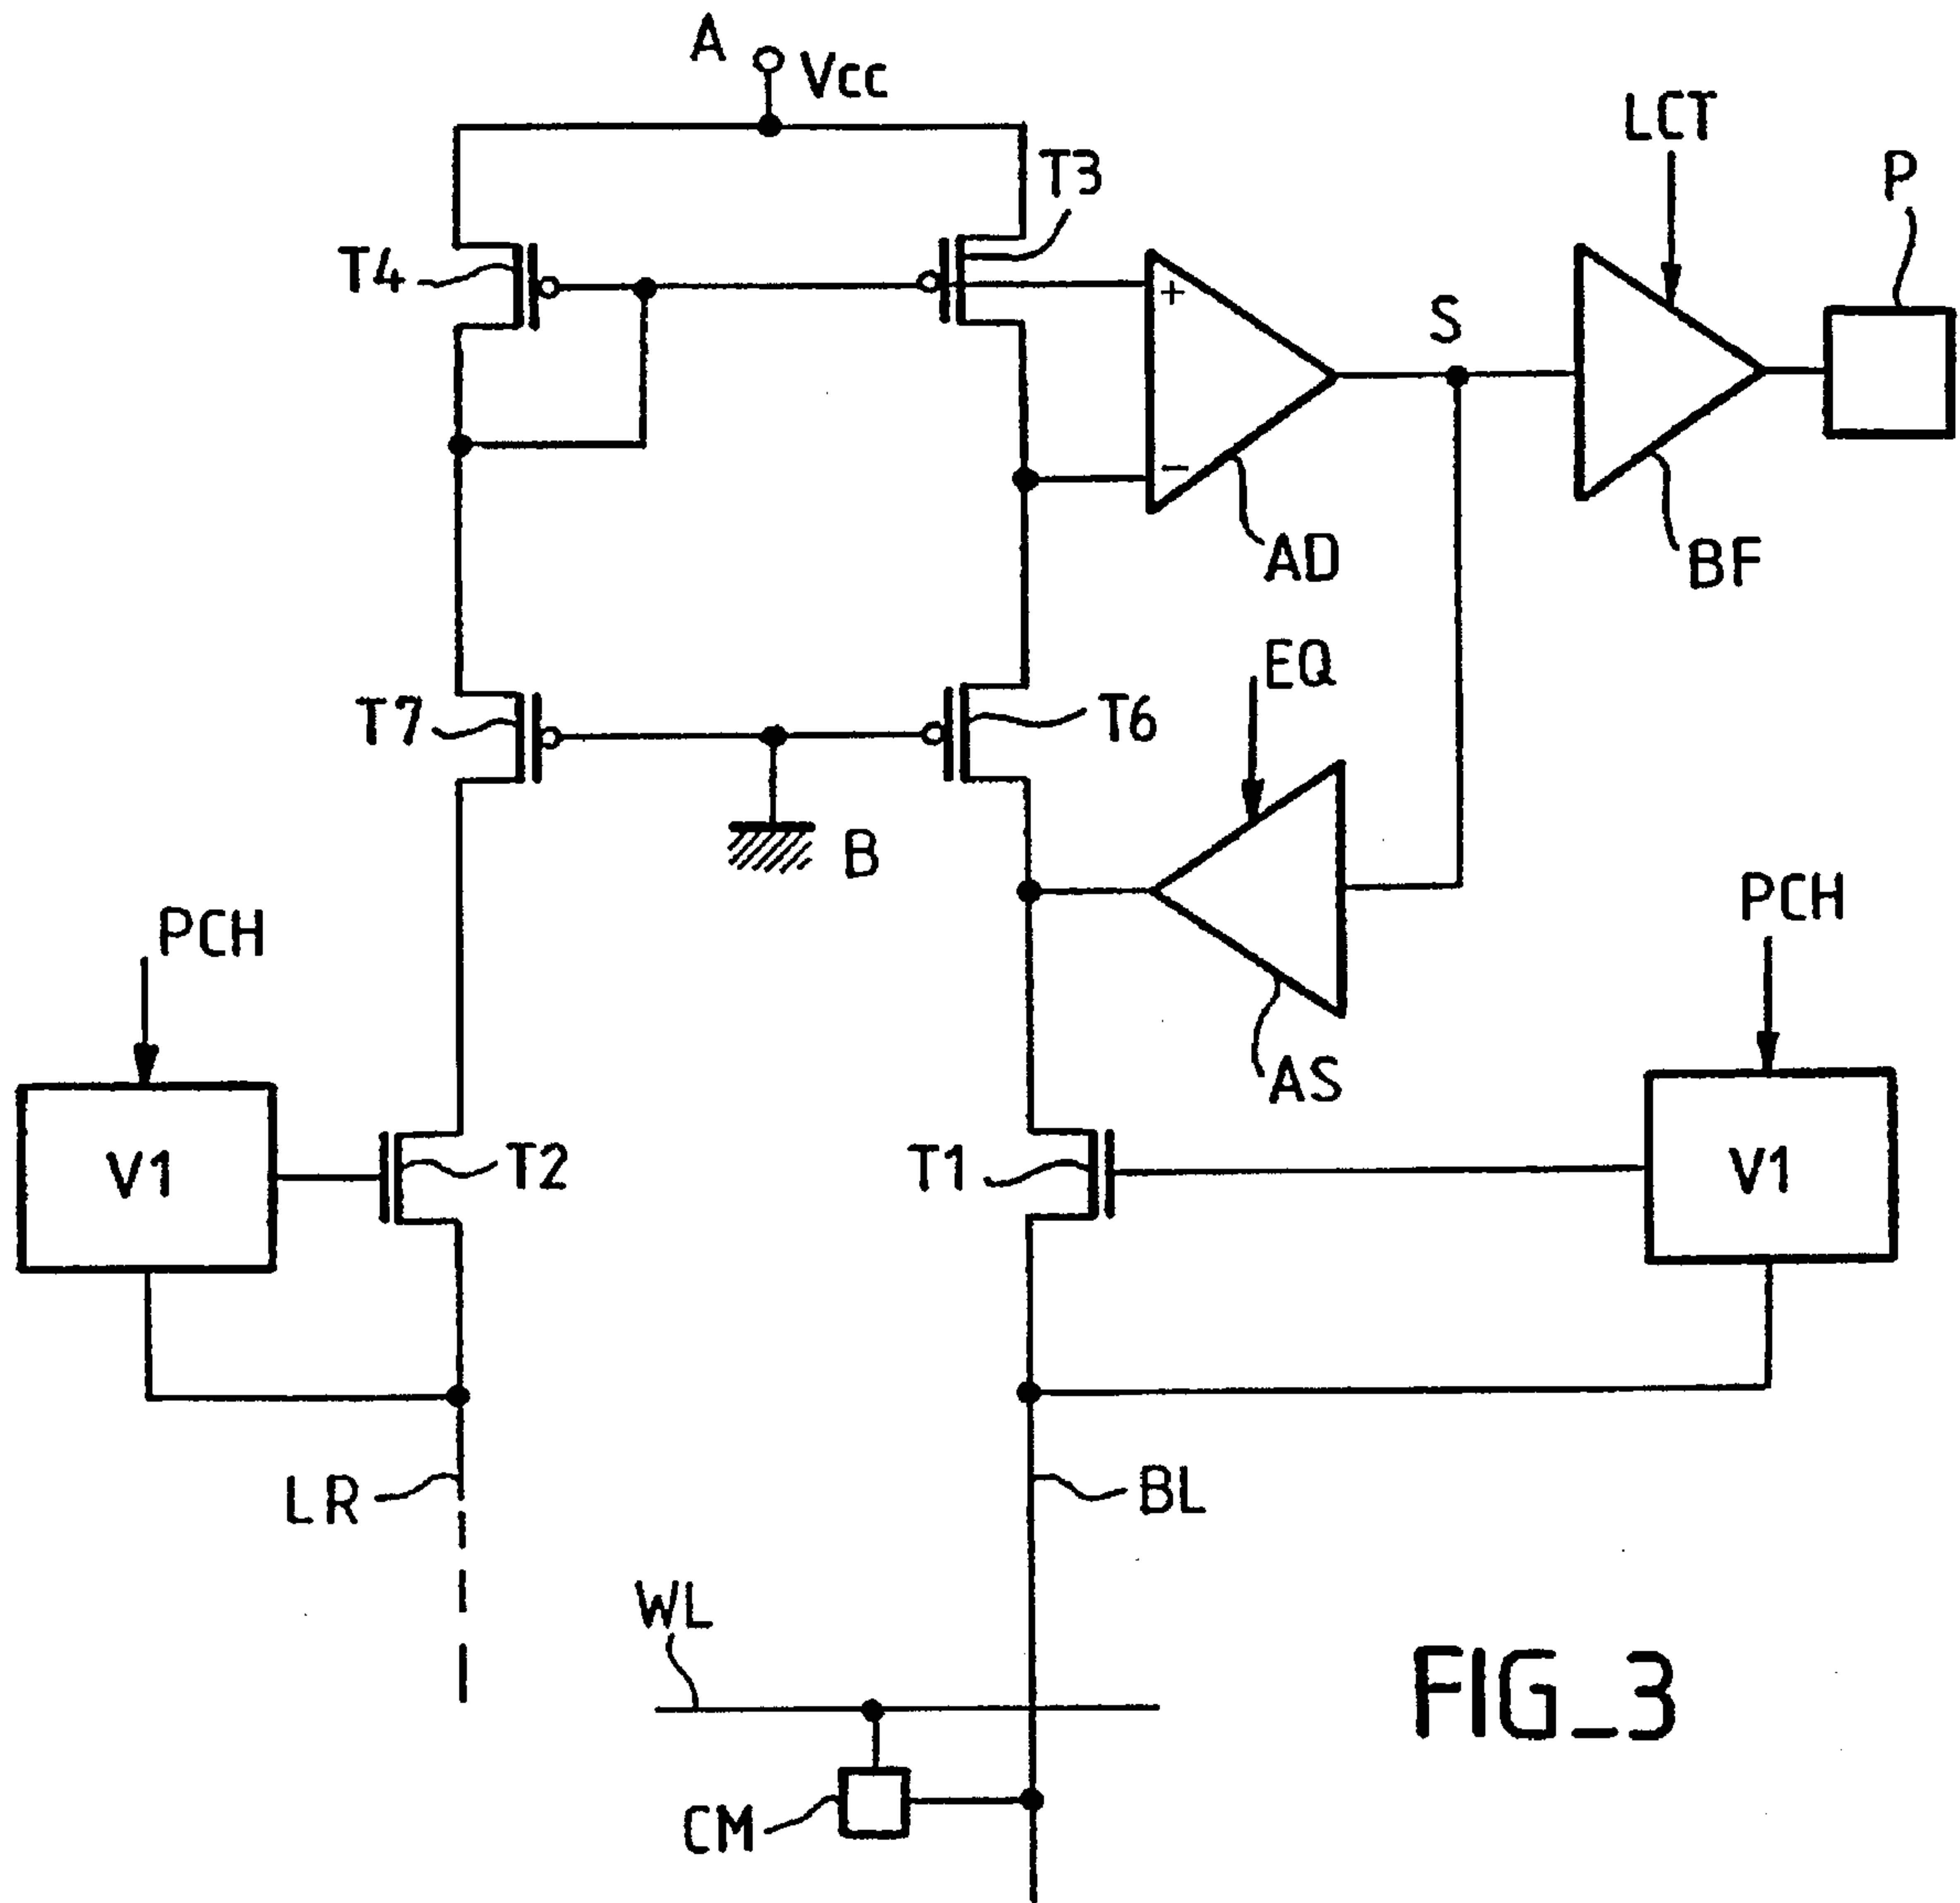 A
Vcc
LCT
T3
P
T4
+
S
-
AD
BF
EQ
T7
T6
B
PCH
PCH
AS
V1
T2
T1
V1
LR
BL
WL
FIG_3
CM